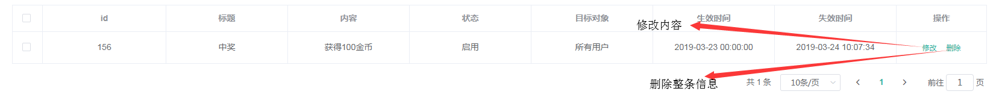 id 标题 内容 状态 目标对象 生效时间 失效时间 操作
修改内容
156 中奖 获得100金币 启用 所有用户 2019-03-23 00:00:00 2019-03-24 10:07:34 修改 删除
删除整条信息 共 1 条 10条/页 1 前往 1 页